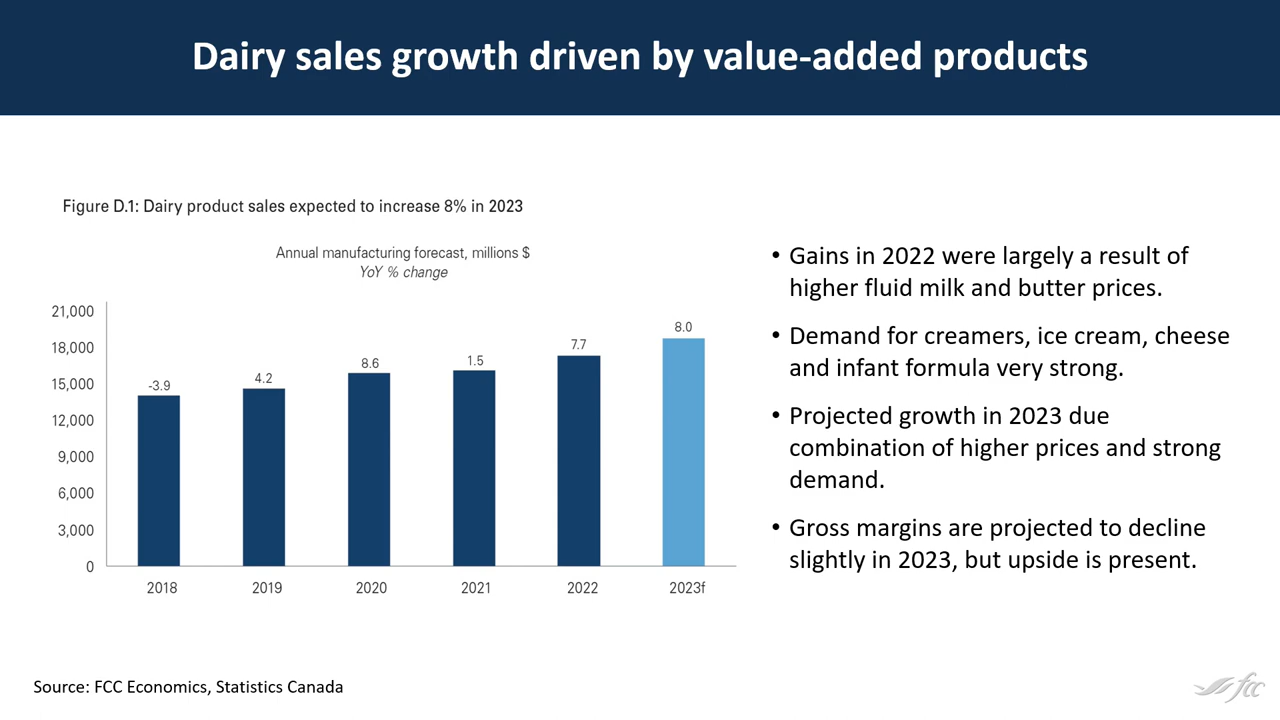 Dairy sales growth driven by value-added products
Figure D.1: Dairy product sales expected to increase 8% in 2023
Annual manufacturing forecast, millions $
YoY % change
21,000
18,000
15,000
12,000
9,000
6,000
3,000
0
-3.9
4.2
8.6
1.5
7.7
8.0
2018
2019
2020
2021
2022
2023f
• Gains in 2022 were largely a result of
higher fluid milk and butter prices.
• Demand for creamers, ice cream, cheese
and infant formula very strong.
• Projected growth in 2023 due
combination of higher prices and strong
demand.
• Gross margins are projected to decline
slightly in 2023, but upside is present.
Source: FCC Economics, Statistics Canada
fcc